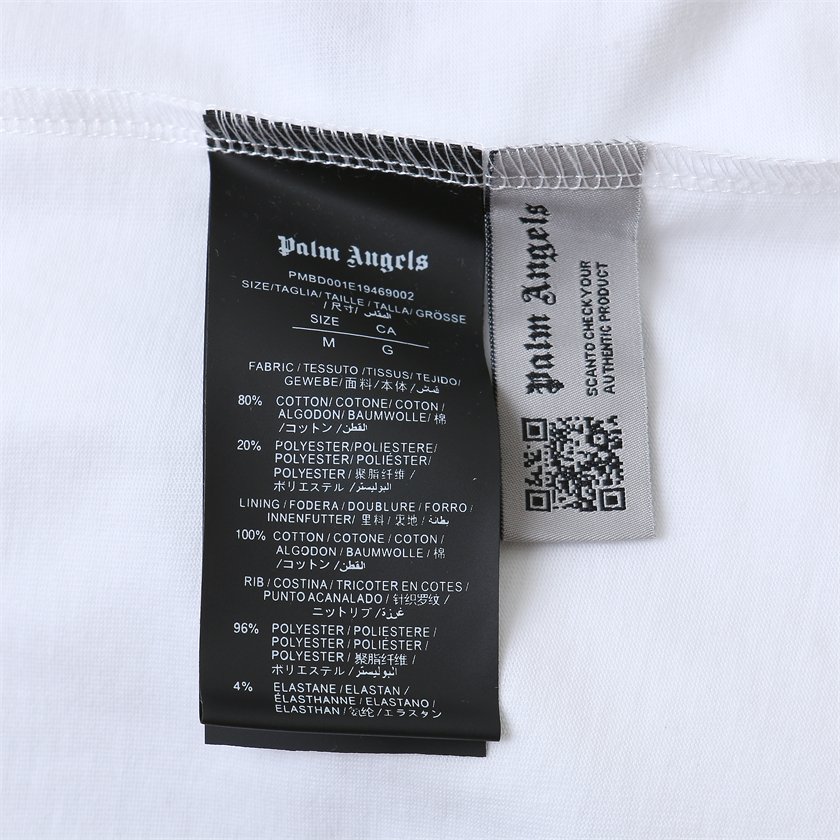 Palm Angels
PMBD001E19469002
SIZE/TAGLIA/TAILLE/TALLA/GRÖSSE
/尺寸/ المقاس
SIZE CA
M G
FABRIC/TESSUTO/TISSUS/TEJIDO/
GEWEBE/面料/本体/قماش
80% COTTON/COTONE/COTON/
ALGODON/BAUMWOLLE/棉
/コットン/ القطن
20% POLYESTER/POLIESTERE/
POLYESTER/POLIÉSTER/
POLYESTER/聚脂纤维/
ポリエステル/البوليستر
LINING/FODERA/DOUBLURE/FORRO/
INNENFUTTER/里料/裏地/بطانة
100% COTTON/COTONE/COTON/
ALGODON/BAUMWOLLE/棉
/コットン/ القطن
RIB/COSTINA/TRICOTER EN COTES/
PUNTO ACANALADO/针织罗纹/
ニットリブ/غرزة
96% POLYESTER/POLIESTERE/
POLYESTER/POLIÉSTER/
POLYESTER/聚脂纤维/
ポリエステル/البوليستر
4% ELASTANE/ELASTAN/
ÉLASTHANNE/ELASTANO/
ELASTHAN/氨纶/エラスタン
Palm Angels
SCAN TO CHECK YOUR
AUTHENTIC PRODUCT